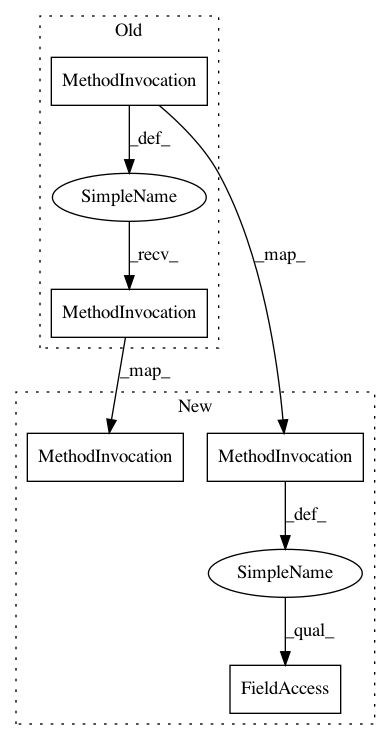 Old
MethodInvocation
_def_
SimpleName
_recv_
_map_
MethodInvocation
_map_
New
MethodInvocation
MethodInvocation
_def_
SimpleName
_qual_
FieldAccess